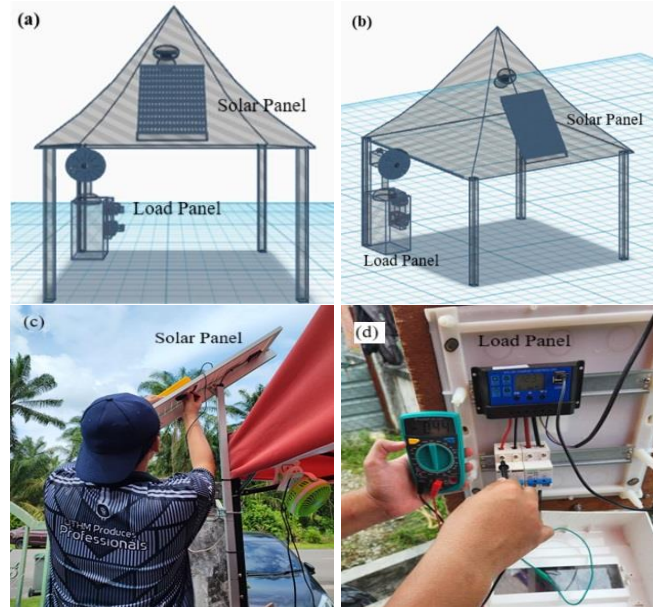 (a)
Solar Panel
Load Panel
(b)
Solar Panel
Load Panel
(c)
Solar Panel
UTHM Produces
Professionals
(d)
Load Panel